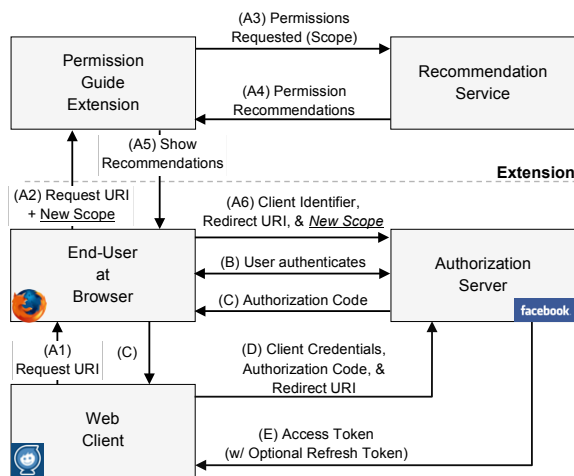 (A3) Permissions
Requested (Scope)
Permission
Guide
Extension
Recommendation
Service
(A4) Permission
Recommendations
(A5) Show
Recommendations
Extension
(A2) Request URI
+ New Scope
(A6) Client Identifier,
Redirect URI, & New Scope
End-User
at
Browser
(B) User authenticates
Authorization
Server
(C) Authorization Code
facebook
(A1)
Request URI
(C)
(D) Client Credentials,
Authorization Code, &
Redirect URI
Web
Client
(E) Access Token
(w/ Optional Refresh Token)